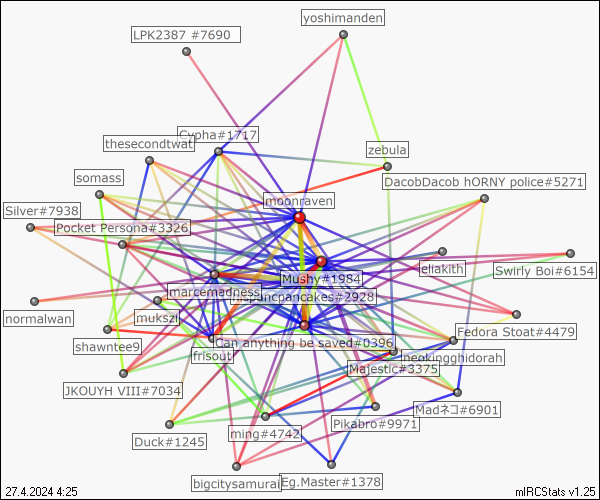 yoshimanden
LPK2387 #7690
Cypha#1717
thesecondtwat
zebula
somass
DacobDacob hORNY police#5271
moonraven
Silver#7938
Pocket Persona#3326
eliakith
Swirly Boi#6154
Mushy#1984
marcemadness
ncpancakes#2928
normalwan
mukszi
Fedora Stoat#4479
shawntee9
Can anything be saved#0396
frisout
neokingghidorah
Majestic#3375
JKOUYH VIII#7034
Madネコ#6901
Pikabro#9971
ming#4742
Duck#1245
bigcitysamurai
Eg.Master#1378
27.4.2024 4:25
mIRCStats v1.25